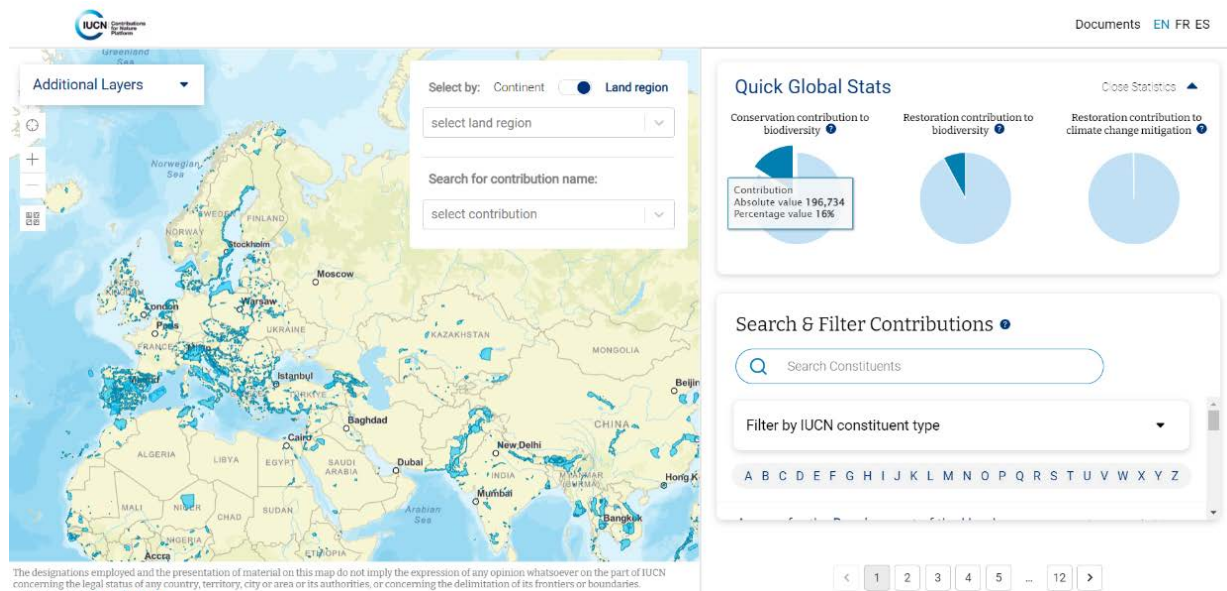 IUCN Contributions for Nature Platform
Documents EN FR ES
Greenland Sea
Additional Layers
Select by: Continent Land region
select land region
Search for contribution name:
select contribution
Norwegian Sea
SWEDEN
FINLAND
NORWAY
Stockholm
Moscow
London
Warsaw
Paris
UKRAINE
FRANCE
Milan
KAZAKHSTAN
MONGOLIA
Istanbul
Madrid
TÜRKİYE
Beijin
Baghdad
CHINA
Cairo
New Delhi
ALGERIA
LIBYA
EGYPT
SAUDI ARABIA
Dubai
INDIA
MYANMAR (BURMA)
Hong K
Mumbai
MALI
NIGER
CHAD
SUDAN
Arabian Sea
Bangkok
NIGERIA
ETHIOPIA
Accra
The designations employed and the presentation of material on this map do not imply the expression of any opinion whatsoever on the part of IUCN
concerning the legal status of any country, territory, city or area or its authorities, or concerning the delimitation of its frontiers or boundaries.
Quick Global Stats
Close Statistics
Conservation contribution to
biodiversity ?
Restoration contribution to
biodiversity ?
Restoration contribution to
climate change mitigation ?
Contribution
Absolute value 196,734
Percentage value 16%
Search & Filter Contributions ?
Search Constituents
Filter by IUCN constituent type
A B C D E F G H I J K L M N O P Q R S T U V W X Y Z
< 1 2 3 4 5 ... 12 >